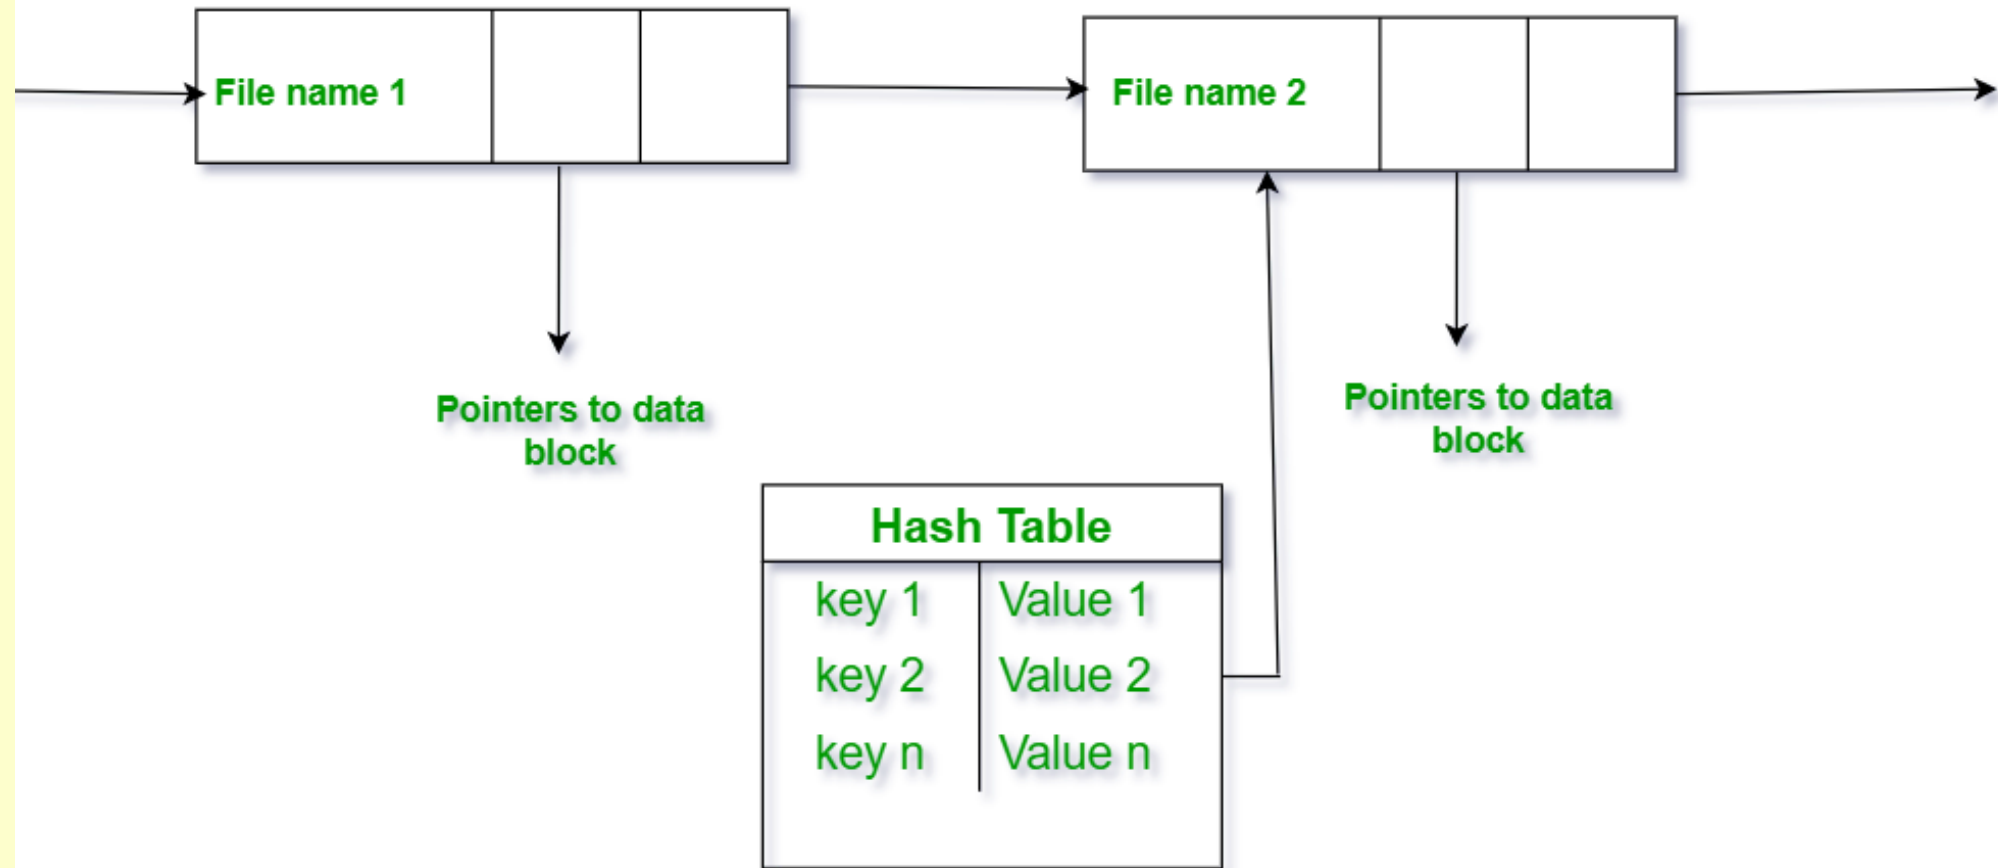 File name 1
File name 2
Pointers to data
block
Pointers to data
block
Hash Table
key 1 Value 1
key 2 Value 2
key n Value n